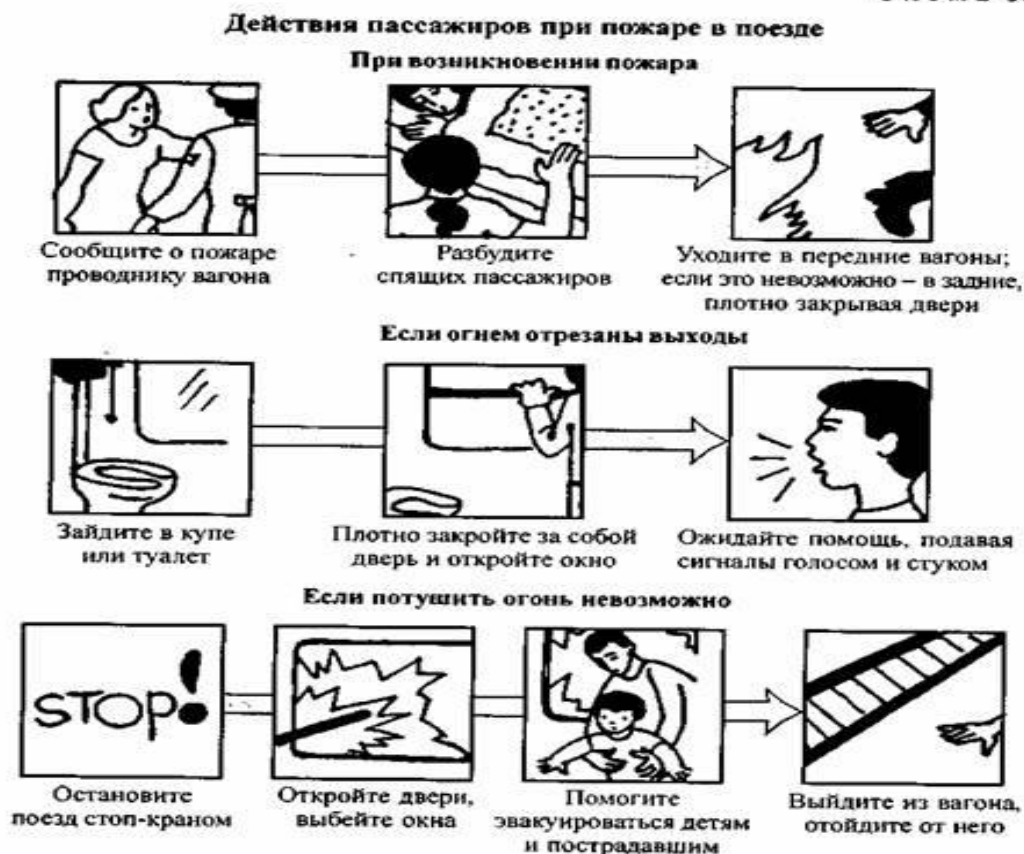 Действия пассажиров при пожаре в поезде
При возникновении пожара
Сообщите о пожаре
проводнику вагона
Разбудите
спящих пассажиров
Уходите в передние вагоны;
если это невозможно – в задние,
плотно закрывая двери
Если огнем отрезаны выходы
Зайдите в купе
или туалет
Плотно закройте за собой
дверь и откройте окно
Ожидайте помощь, подавая
сигналы голосом и стуком
Если потушить огонь невозможно
STOP!
Остановите
поезд стоп-краном
Откройте двери,
выбейте окна
Помогите
эвакуироваться детям
и пострадавшим
Выйдите из вагона,
отойдите от него